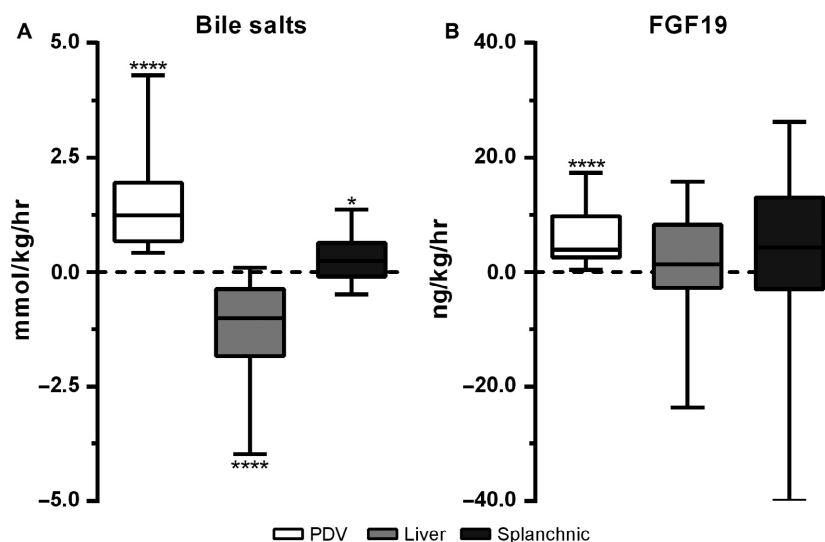 A
Bile salts
mmol/kg/hr
5.0
2.5
0.0
−2.5
−5.0
****
****
*
B
FGF19
ng/kg/hr
40.0
20.0
0.0
−20.0
−40.0
****
PDV Liver Splanchnic